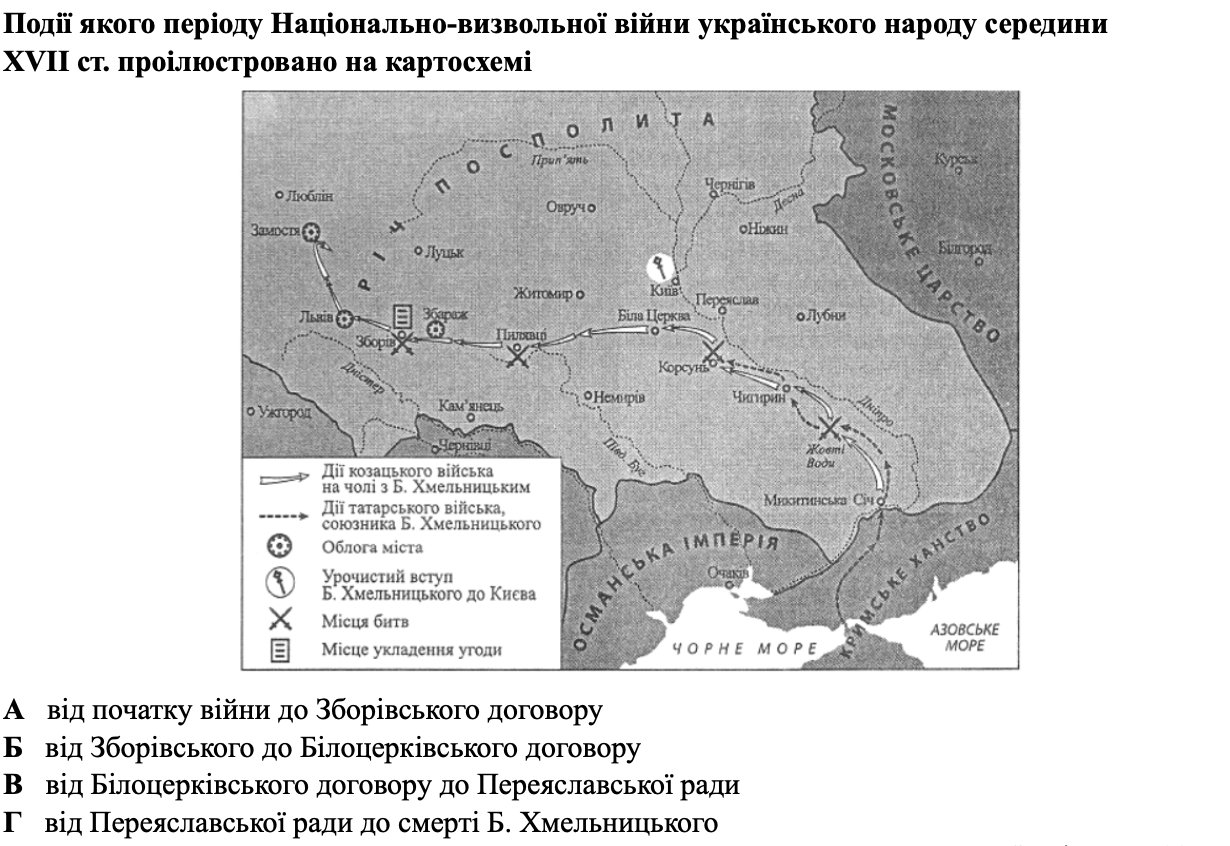 Події якого періоду Національно-визвольної війни українського народу середини
XVII ст. проілюстровано на картосхемі
РІЧ ПОСПОЛИТА
МОСКОВСЬКЕ ЦАРСТВО
Прип'ять
Курськ
Чернігів
Люблін
Десна
Овруч
Замостя
Ніжин
Білгород
Луцьк
Київ
Житомир
Переяслав
Львів
Збараж
Біла Церква
Лубни
Зборів
Пилявці
Корсунь
Дністер
Немирів
Чигирин
Дніпро
Ужгород
Кам'янець
Чернівці
Півд. Буг
Жовті
Води
Микитинська Січ
ОСМАНСЬКА ІМПЕРІЯ
КРИМСЬКЕ ХАНСТВО
Очаків
ЧОРНЕ МОРЕ
АЗОВСЬКЕ
МОРЕ
Дії козацького війська
на чолі з Б. Хмельницьким
Дії татарського війська,
союзника Б. Хмельницького
Облога міста
Урочистий вступ
Б. Хмельницького до Києва
Місця битв
Місце укладення угоди
А від початку війни до Зборівського договору
Б від Зборівського до Білоцерківського договору
В від Білоцерківського договору до Переяславської ради
Г від Переяславської ради до смерті Б. Хмельницького